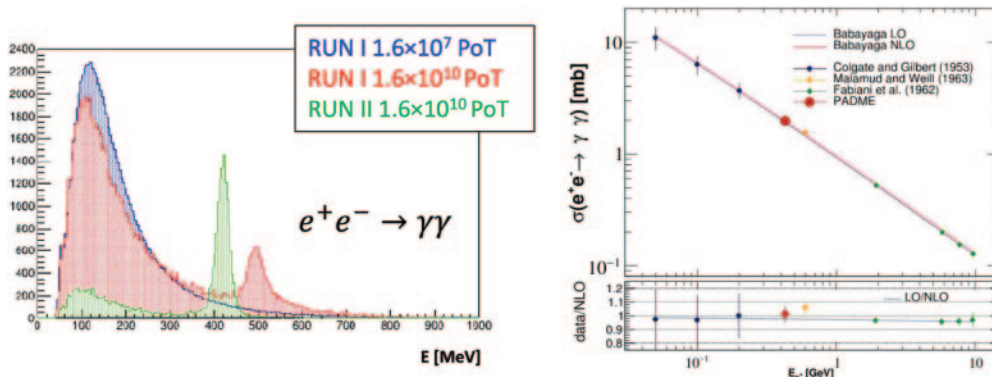 RUN I 1.6×10⁷ PoT
RUN I 1.6×10¹⁰ PoT
RUN II 1.6×10¹⁰ PoT
2400
2200
2000
1800
1600
1400
1200
1000
800
600
400
200
0
e⁺e⁻ → γγ
0 100 200 300 400 500 600 700 800 900 1000
E [MeV]
σ(e⁺e⁻→ γ γ) [mb]
10
1
10⁻¹
Babayaga LO
Babayaga NLO
Colgate and Gilbert (1953)
Malamud and Weill (1963)
Fabiani et al. (1962)
PADME
data/NLO
1.2
1.1
1
0.9
0.8
LO/NLO
10⁻¹ 1 10
[GeV]